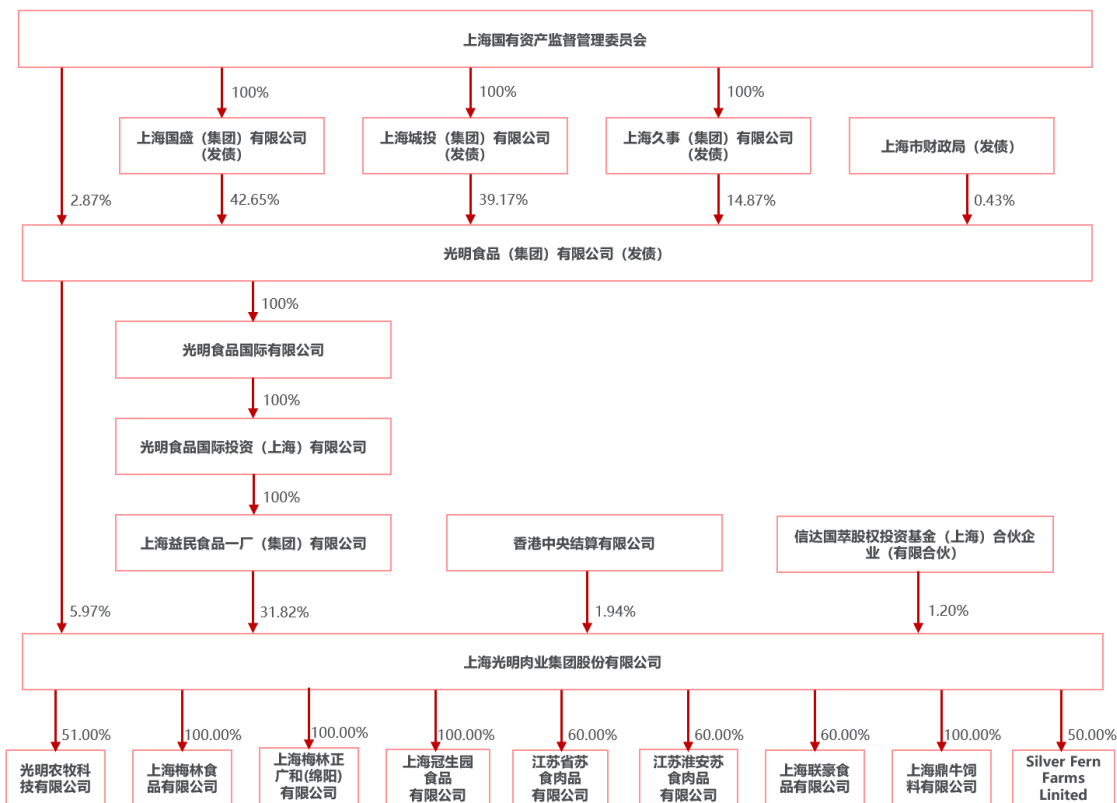 上海国有资产监督管理委员会
100%
100%
100%
上海国盛（集团）有限公司
（发债）
上海城投（集团）有限公司
（发债）
上海久事（集团）有限公司
（发债）
上海市财政局（发债）
2.87%
42.65%
39.17%
14.87%
0.43%
光明食品（集团）有限公司（发债）
100%
光明食品国际有限公司
100%
光明食品国际投资（上海）有限公司
100%
上海益民食品一厂（集团）有限公司
香港中央结算有限公司
信达国萃股权投资基金（上海）合伙企
业（有限合伙）
5.97%
31.82%
1.94%
1.20%
上海光明肉业集团股份有限公司
51.00%
100.00%
100.00%
100.00%
60.00%
60.00%
60.00%
100.00%
50.00%
光明农牧科
技有限公司
上海梅林食
品有限公司
上海梅林正
广和(绵阳)
有限公司
上海冠生园
食品
有限公司
江苏省苏
食肉品
有限公司
江苏淮安苏
食肉品
有限公司
上海联豪食
品有限公司
上海鼎牛饲
料有限公司
Silver Fern
Farms
Limited